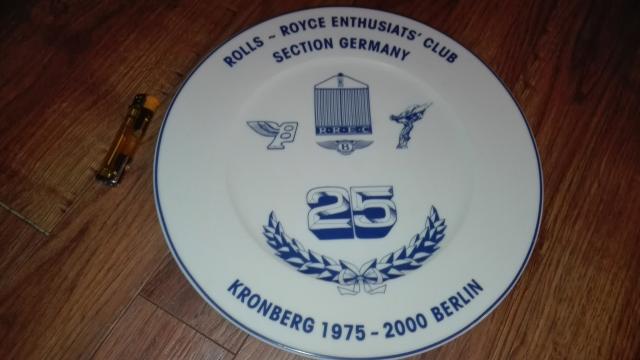 ROLLS ~ ROYCE ENTHUSIATS' CLUB
SECTION GERMANY
R·R·E·C
B
B
25
KRONBERG 1975 - 2000 BERLIN